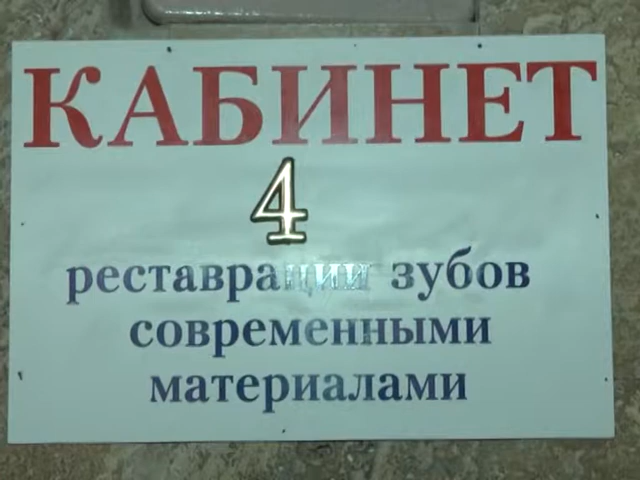 КАБИНЕТ
4
реставрации зубов
современными
материалами